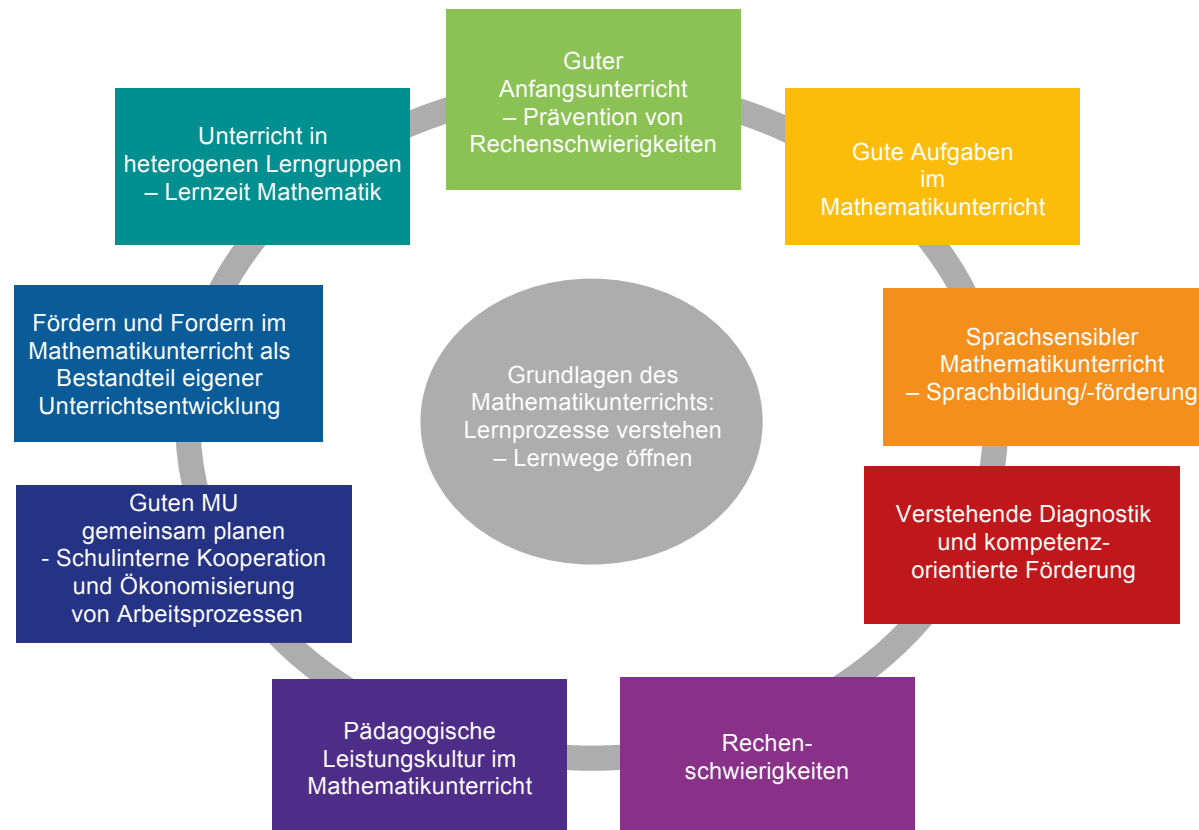 Guter
Anfangsunterricht
– Prävention von
Rechenschwierigkeiten
Gute Aufgaben
im
Mathematikunterricht
Sprachsensibler
Mathematikunterricht
– Sprachbildung/-förderung
Verstehende Diagnostik
und kompetenz-
orientierte Förderung
Rechen-
schwierigkeiten
Pädagogische
Leistungskultur im
Mathematikunterricht
Guten MU
gemeinsam planen
- Schulinterne Kooperation
und Ökonomisierung
von Arbeitsprozessen
Fördern und Fordern im
Mathematikunterricht als
Bestandteil eigener
Unterrichtsentwicklung
Unterricht in
heterogenen Lerngruppen
– Lernzeit Mathematik
Grundlagen des
Mathematikunterrichts:
Lernprozesse verstehen
– Lernwege öffnen